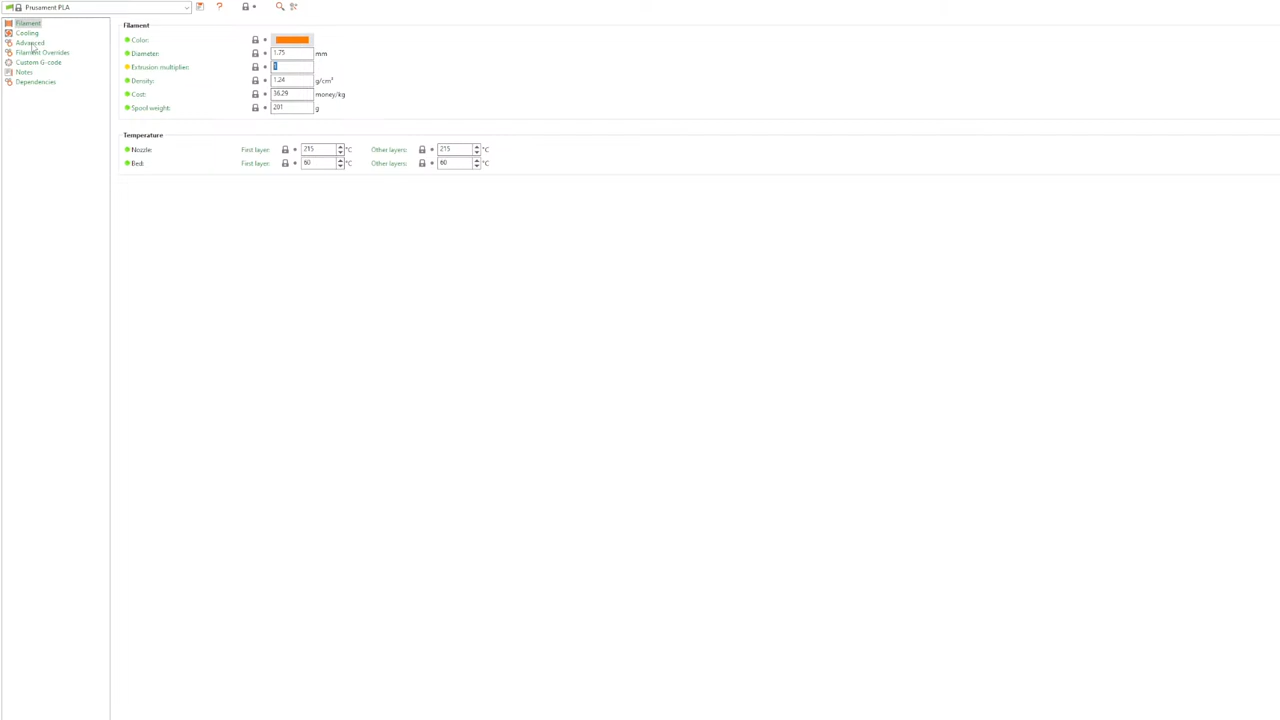 Prusament PLA
Filament
Cooling
Advanced
Filament Overrides
Custom G-code
Notes
Dependencies
Filament
Color:
Diameter: 1.75 mm
Extrusion multiplier: 1
Density: 1.24 g/cm³
Cost: 36.29 money/kg
Spool weight: 201 g
Temperature
Nozzle: First layer: 215 °C Other layers: 215 °C
Bed: First layer: 60 °C Other layers: 60 °C